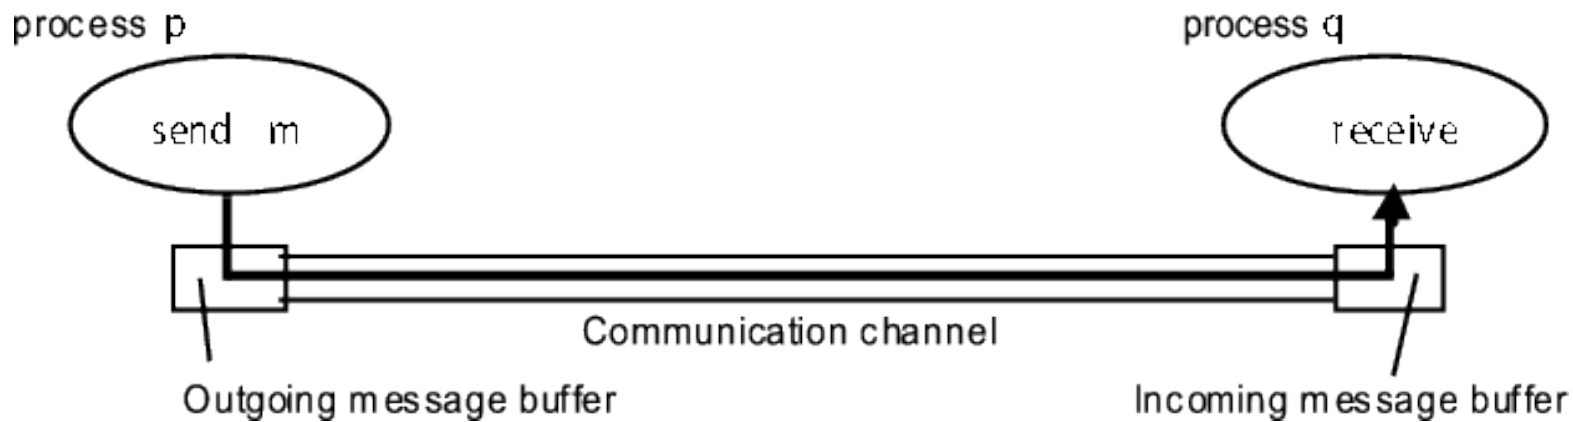 process p
process q
send m
receive
Communication channel
Outgoing message buffer
Incoming message buffer